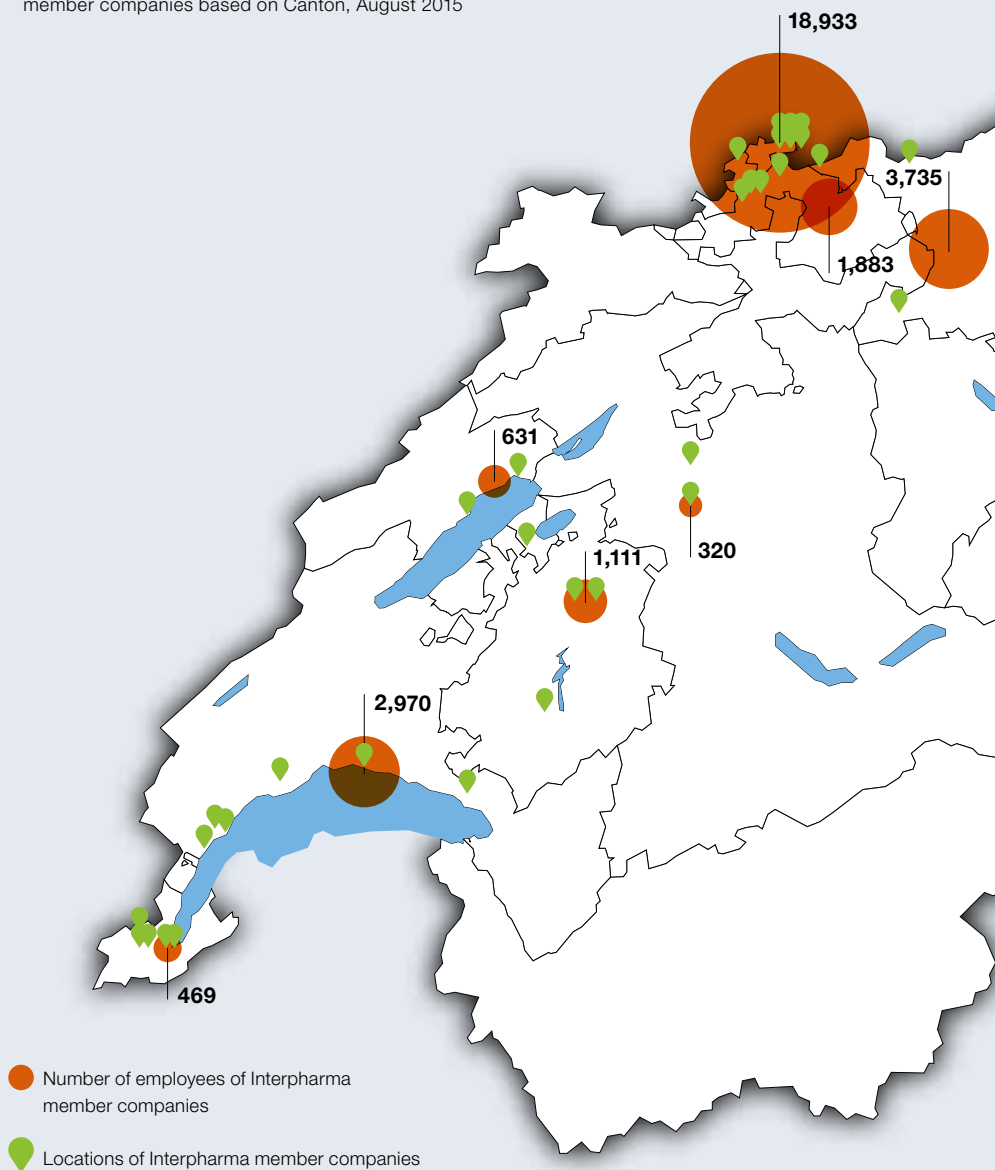 member companies based on Canton, August 2015
18,933
3,735
1,883
631
320
1,111
2,970
469
Number of employees of Interpharma
member companies
Locations of Interpharma member companies